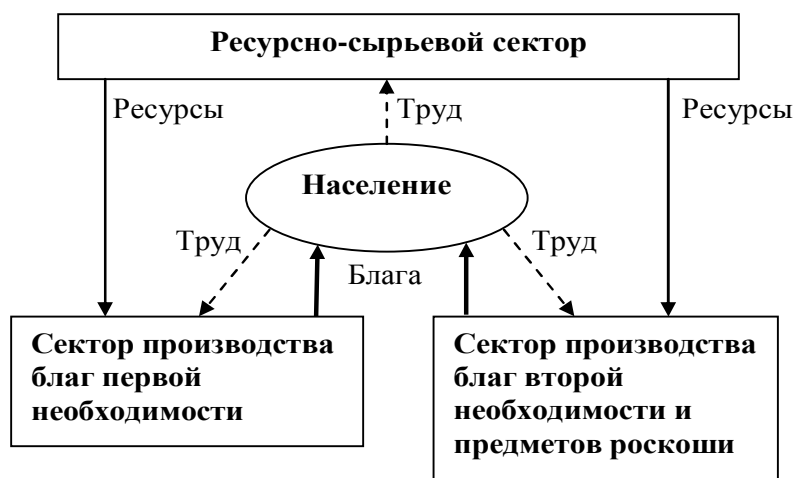 Ресурсно-сырьевой сектор
Ресурсы
Труд
Ресурсы
Население
Труд
Труд
Блага
Сектор производства
благ первой
необходимости
Сектор производства
благ второй
необходимости и
предметов роскоши